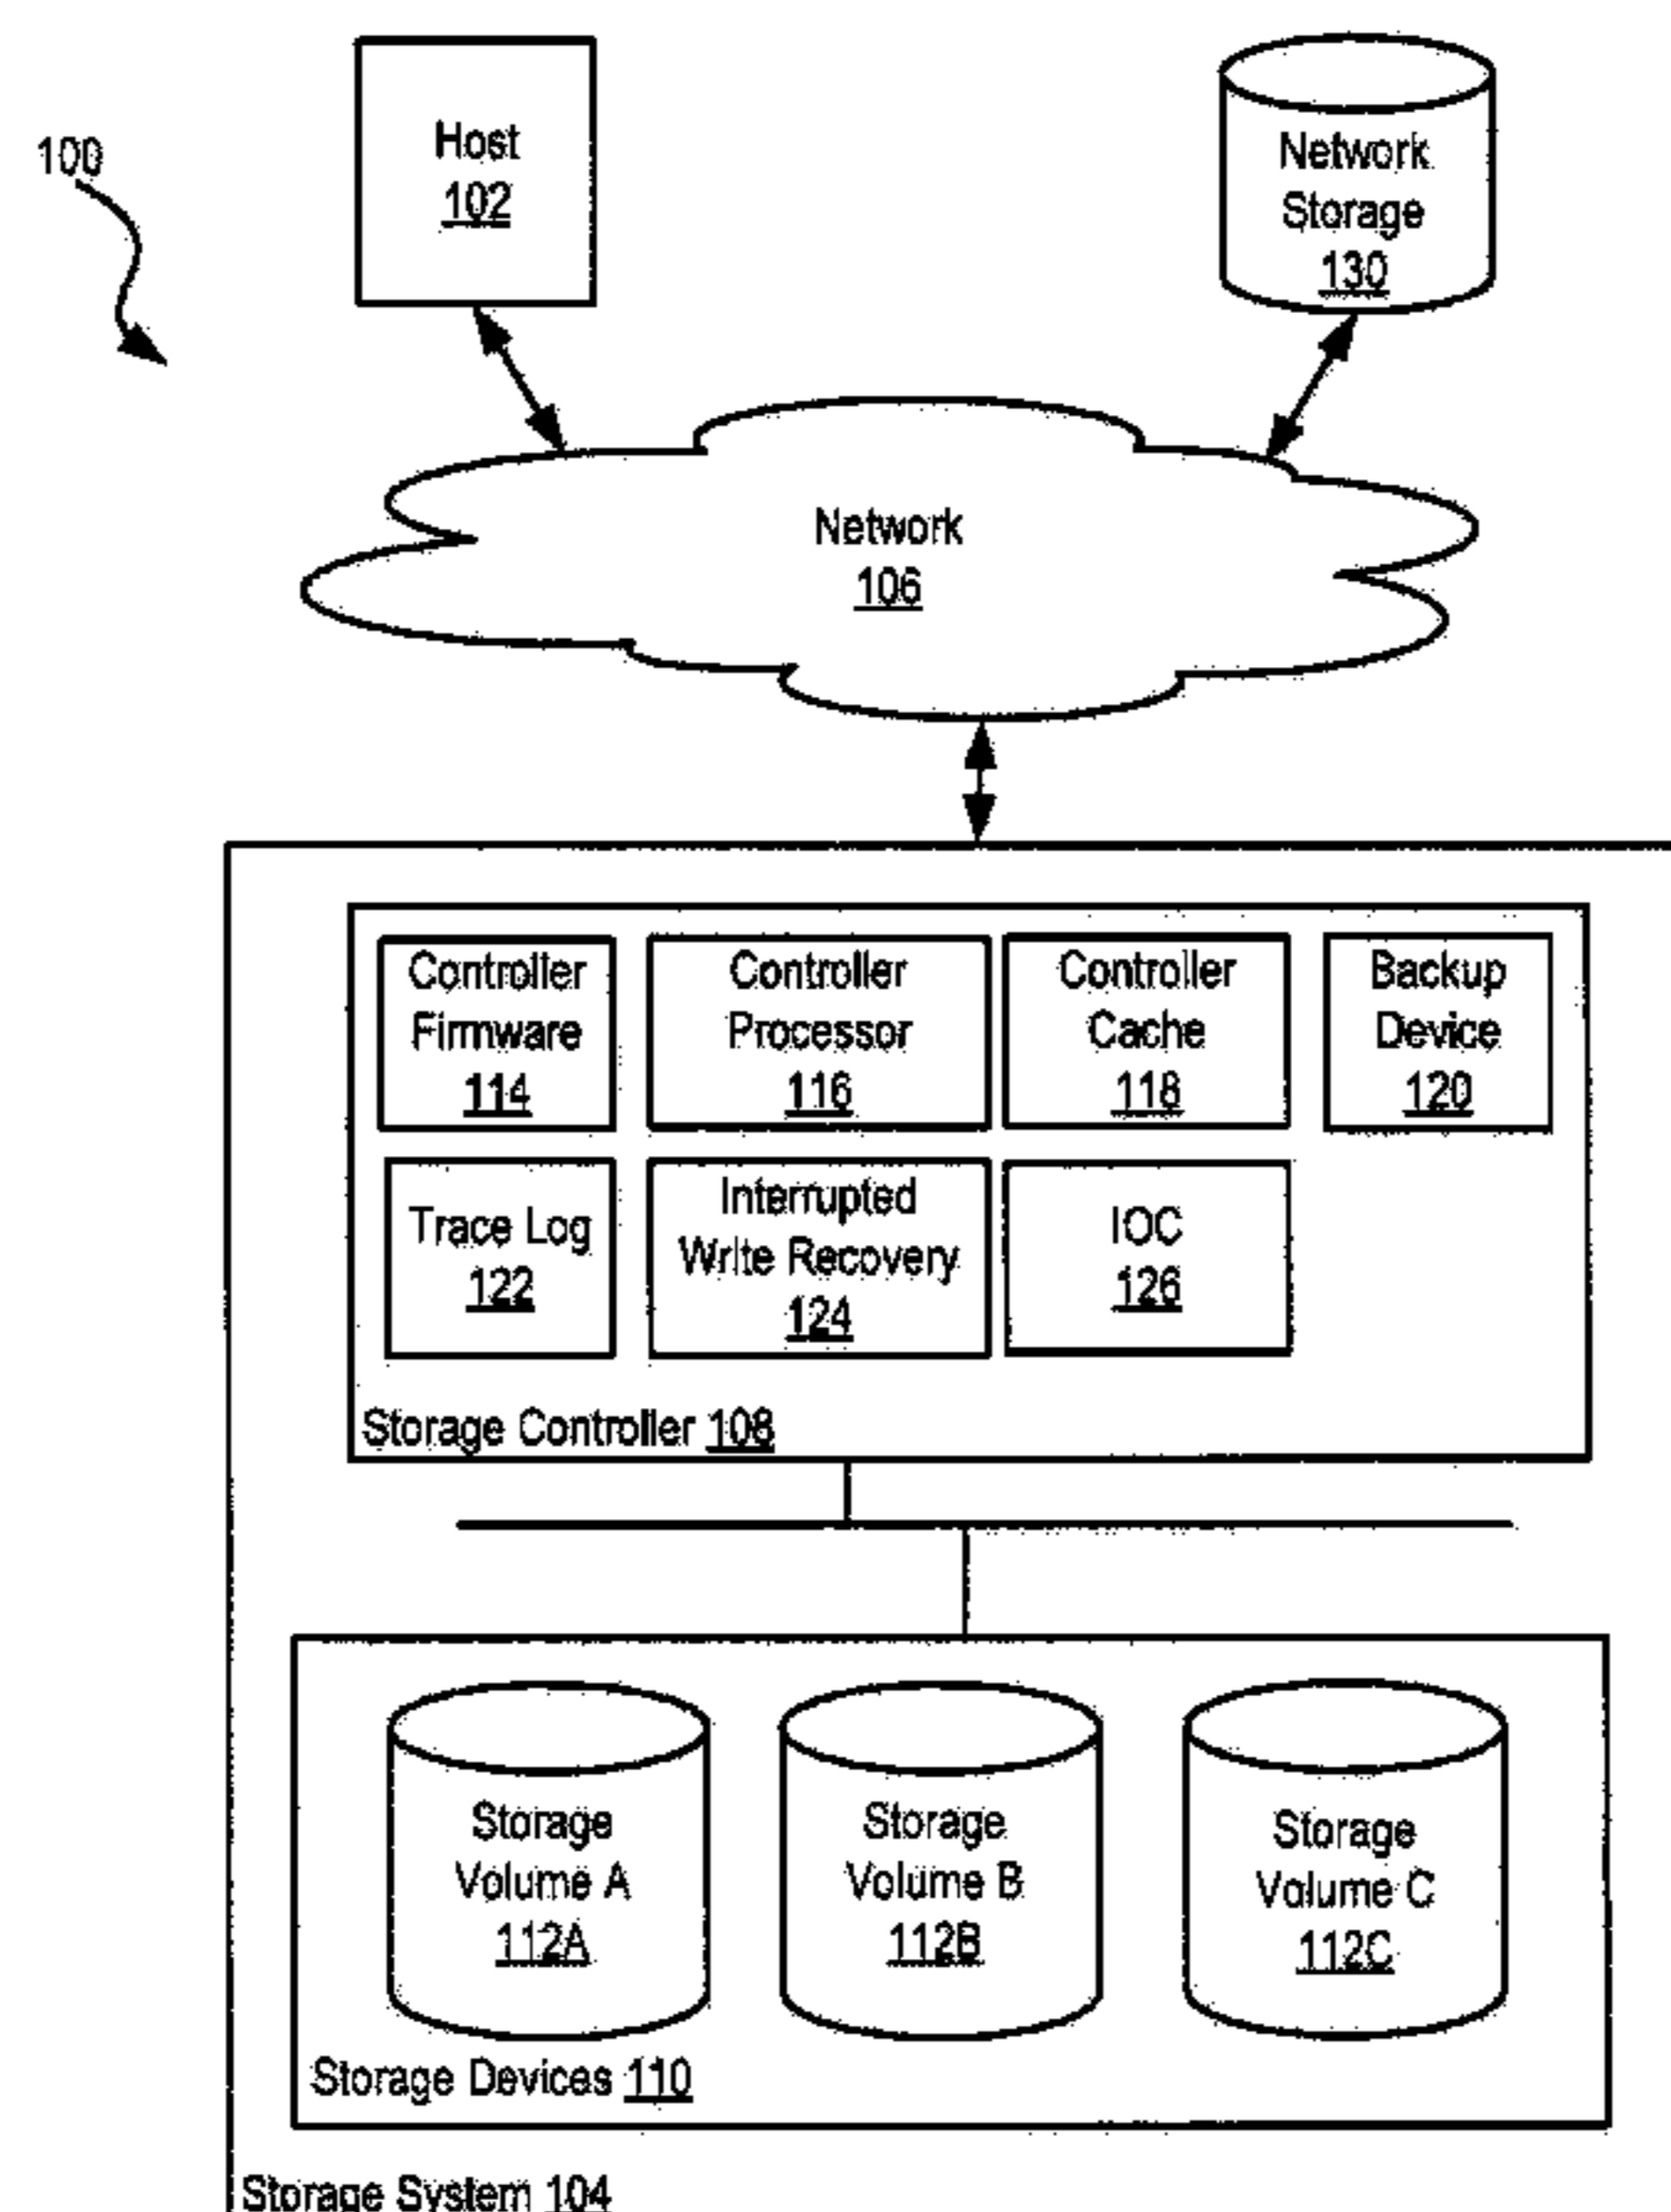 100
Host
102
Network
Storage
130
Network
106
Controller
Firmware
114
Controller
Processor
116
Controller
Cache
118
Backup
Device
120
Trace Log
122
Interrupted
Write Recovery
124
IOC
126
Storage Controller 108
Storage
Volume A
112A
Storage
Volume B
112B
Storage
Volume C
112C
Storage Devices 110
Storage System 104